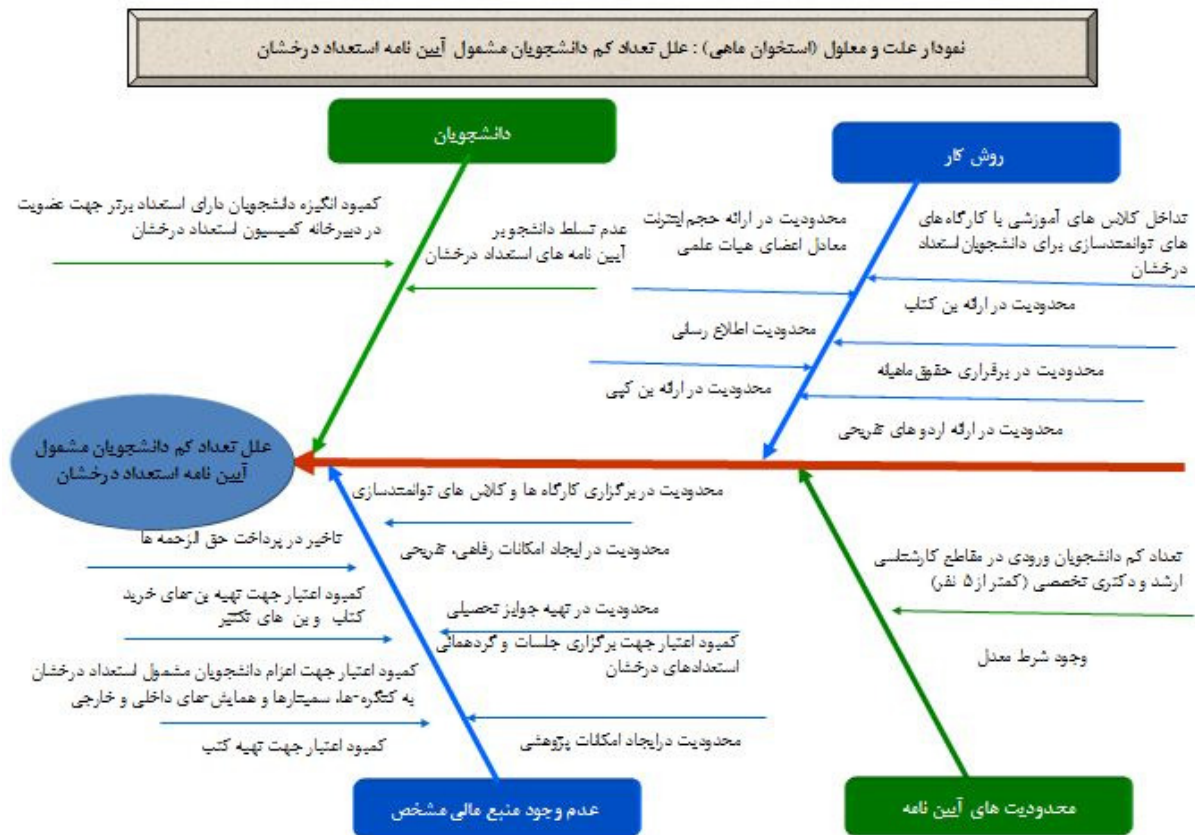 نمودار علت و معلول (استخوان ماهی) : علل تعداد کم دانشجویان مشمول آیین نامه استعداد درخشان
روش کار
تداخل کلاس های آموزشی با کارگاه های
های توانمندسازی برای دانشجویان استعداد
درخشان
محدودیت در ارائه بن کتاب
محدودیت در برقراری حقوق ماهیانه
محدودیت در ارائه اردو های تفریحی
محدودیت در ارائه حجم اینترنت
معادل اعضای هیات علمی
محدودیت اطلاع رسانی
محدودیت در ارائه بن کپی
دانشجویان
عدم تسلط دانشجو بر
آیین نامه های استعداد درخشان
کمبود انگیزه دانشجویان دارای استعداد برتر جهت عضویت
در دبیرخانه کمیسیون استعداد درخشان
علل تعداد کم دانشجویان مشمول
آیین نامه استعداد درخشان
تعداد کم دانشجویان ورودی در مقاطع کارشناسی
ارشد و دکتری تخصصی (کمتر از ۵ نفر)
وجود شرط معدل
محدودیت های آیین نامه
محدودیت در برگزاری کارگاه ها و کلاس های توانمندسازی
محدودیت در ایجاد امکانات رفاهی، تفریحی
محدودیت در تهیه جوایز تحصیلی
کمبود اعتبار جهت برگزاری جلسات و گردهمائی
استعدادهای درخشان
محدودیت درایجاد امکانات پژوهشی
تاخیر در پرداخت حق الزحمه ها
کمبود اعتبار جهت تهیه بن-های خرید
کتاب و بن های تکثیر
کمبود اعتبار جهت اعزام دانشجویان مشمول استعداد درخشان
به کنگره-ها، سمینارها و همایش-های داخلی و خارجی
کمبود اعتبار جهت تهیه کتب
عدم وجود منبع مالی مشخص